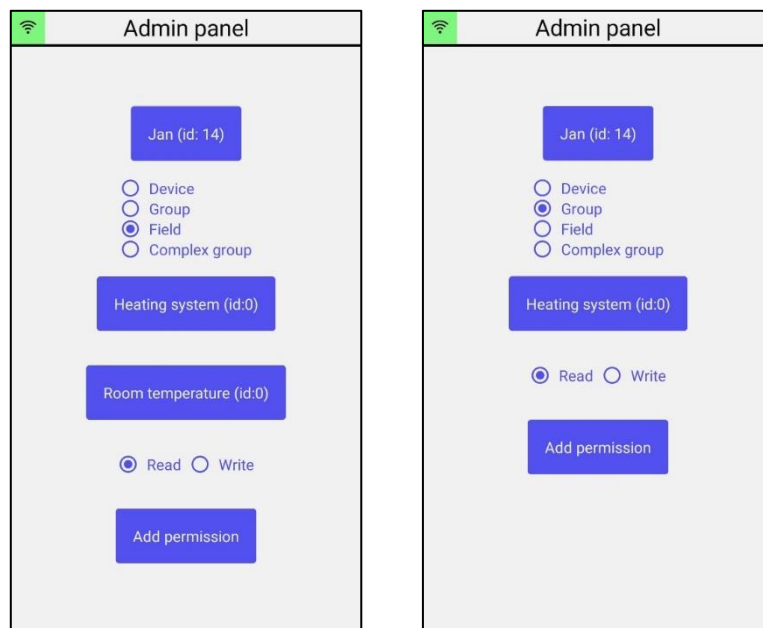 Admin panel
Jan (id: 14)
Device
Group
Field
Complex group
Heating system (id:0)
Room temperature (id:0)
Read Write
Add permission
Admin panel
Jan (id: 14)
Device
Group
Field
Complex group
Heating system (id:0)
Read Write
Add permission